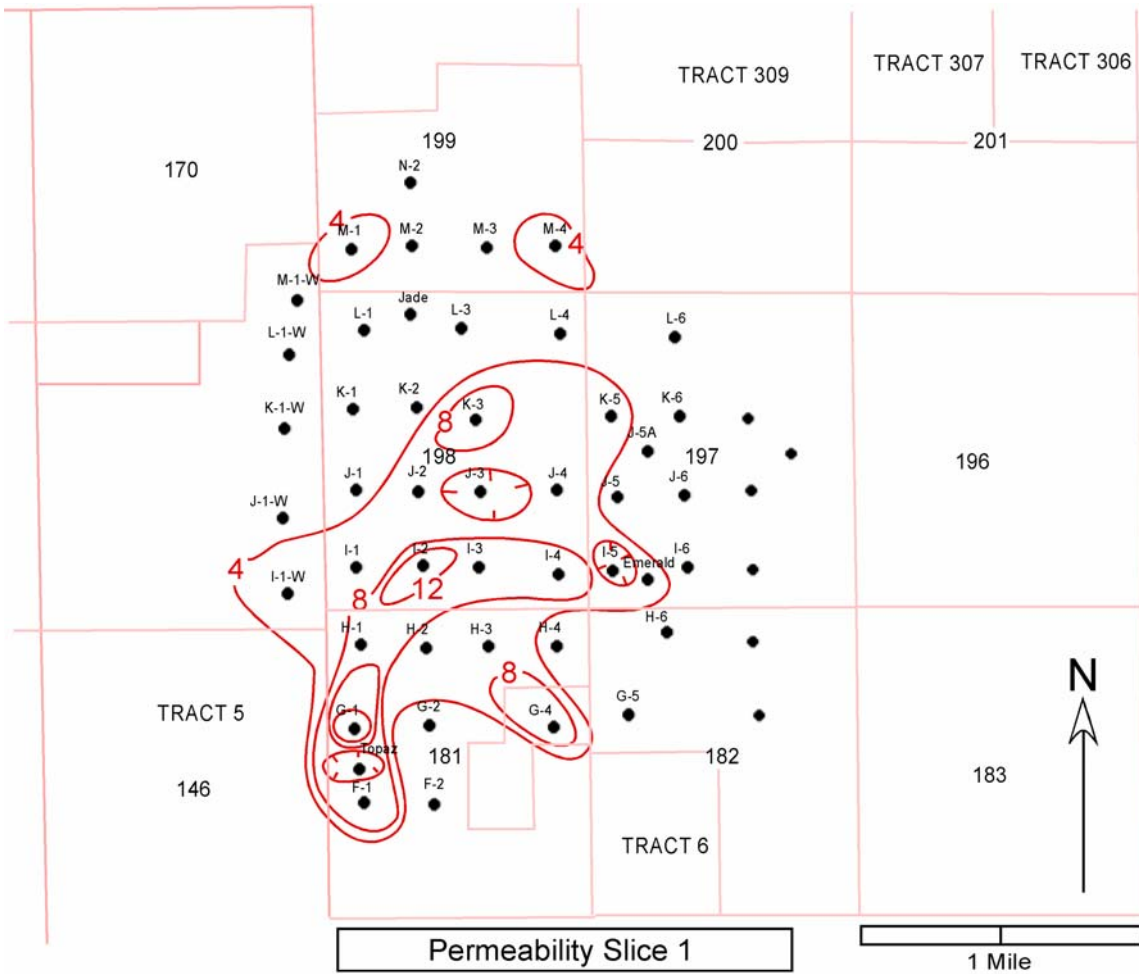 TRACT 309
TRACT 307
TRACT 306
199
200
201
170
N-2
4
M-1
M-2
M-3
M-4
4
M-1-W
Jade
L-1
L-3
L-4
L-6
L-1-W
K-1
K-2
K-3
K-5
K-6
K-1-W
8
J-5A
198
197
196
J-1
J-2
J-3
J-4
J-5
J-6
J-1-W
I-1
I-2
I-3
I-4
I-5
I-6
Emerald
4
I-1-W
8
12
H-1
H-2
H-3
H-4
H-6
8
N
TRACT 5
G-1
G-2
G-4
G-5
Topaz
181
182
183
146
F-1
F-2
TRACT 6
Permeability Slice 1
1 Mile